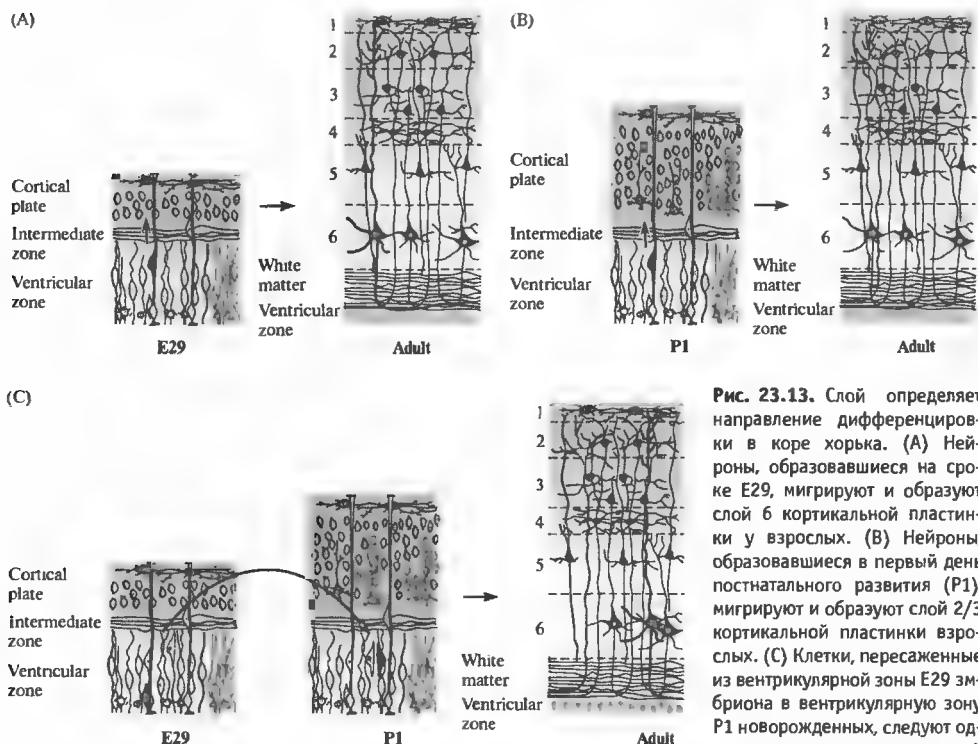 (A)
1
2
3
4
5
6
Cortical
plate
Intermediate
zone
Ventricular
zone
White
matter
Ventricular
zone
E29
Adult
(B)
1
2
3
4
5
6
Cortical
plate
Intermediate
zone
Ventricular
zone
White
matter
Ventricular
zone
P1
Adult
(C)
1
2
3
4
5
6
Cortical
plate
Intermediate
zone
Ventricular
zone
White
matter
Ventricular
zone
E29
P1
Adult
Рис. 23.13. Слой определяет
направление дифференциров-
ки в коре хорька. (A) Ней-
роны, образовавшиеся на сро-
ке E29, мигрируют и образуют
слой 6 кортикальной пластин-
ки у взрослых. (B) Нейроны
образовавшиеся в первый день
постнатального развития (P1)
мигрируют и образуют слой 2/3
кортикальной пластинки взро-
слых. (C) Клетки, пересаженные
из вентрикулярной зоны E29 эм-
бриона в вентрикулярную зону
P1 новорожденных, следуют од-